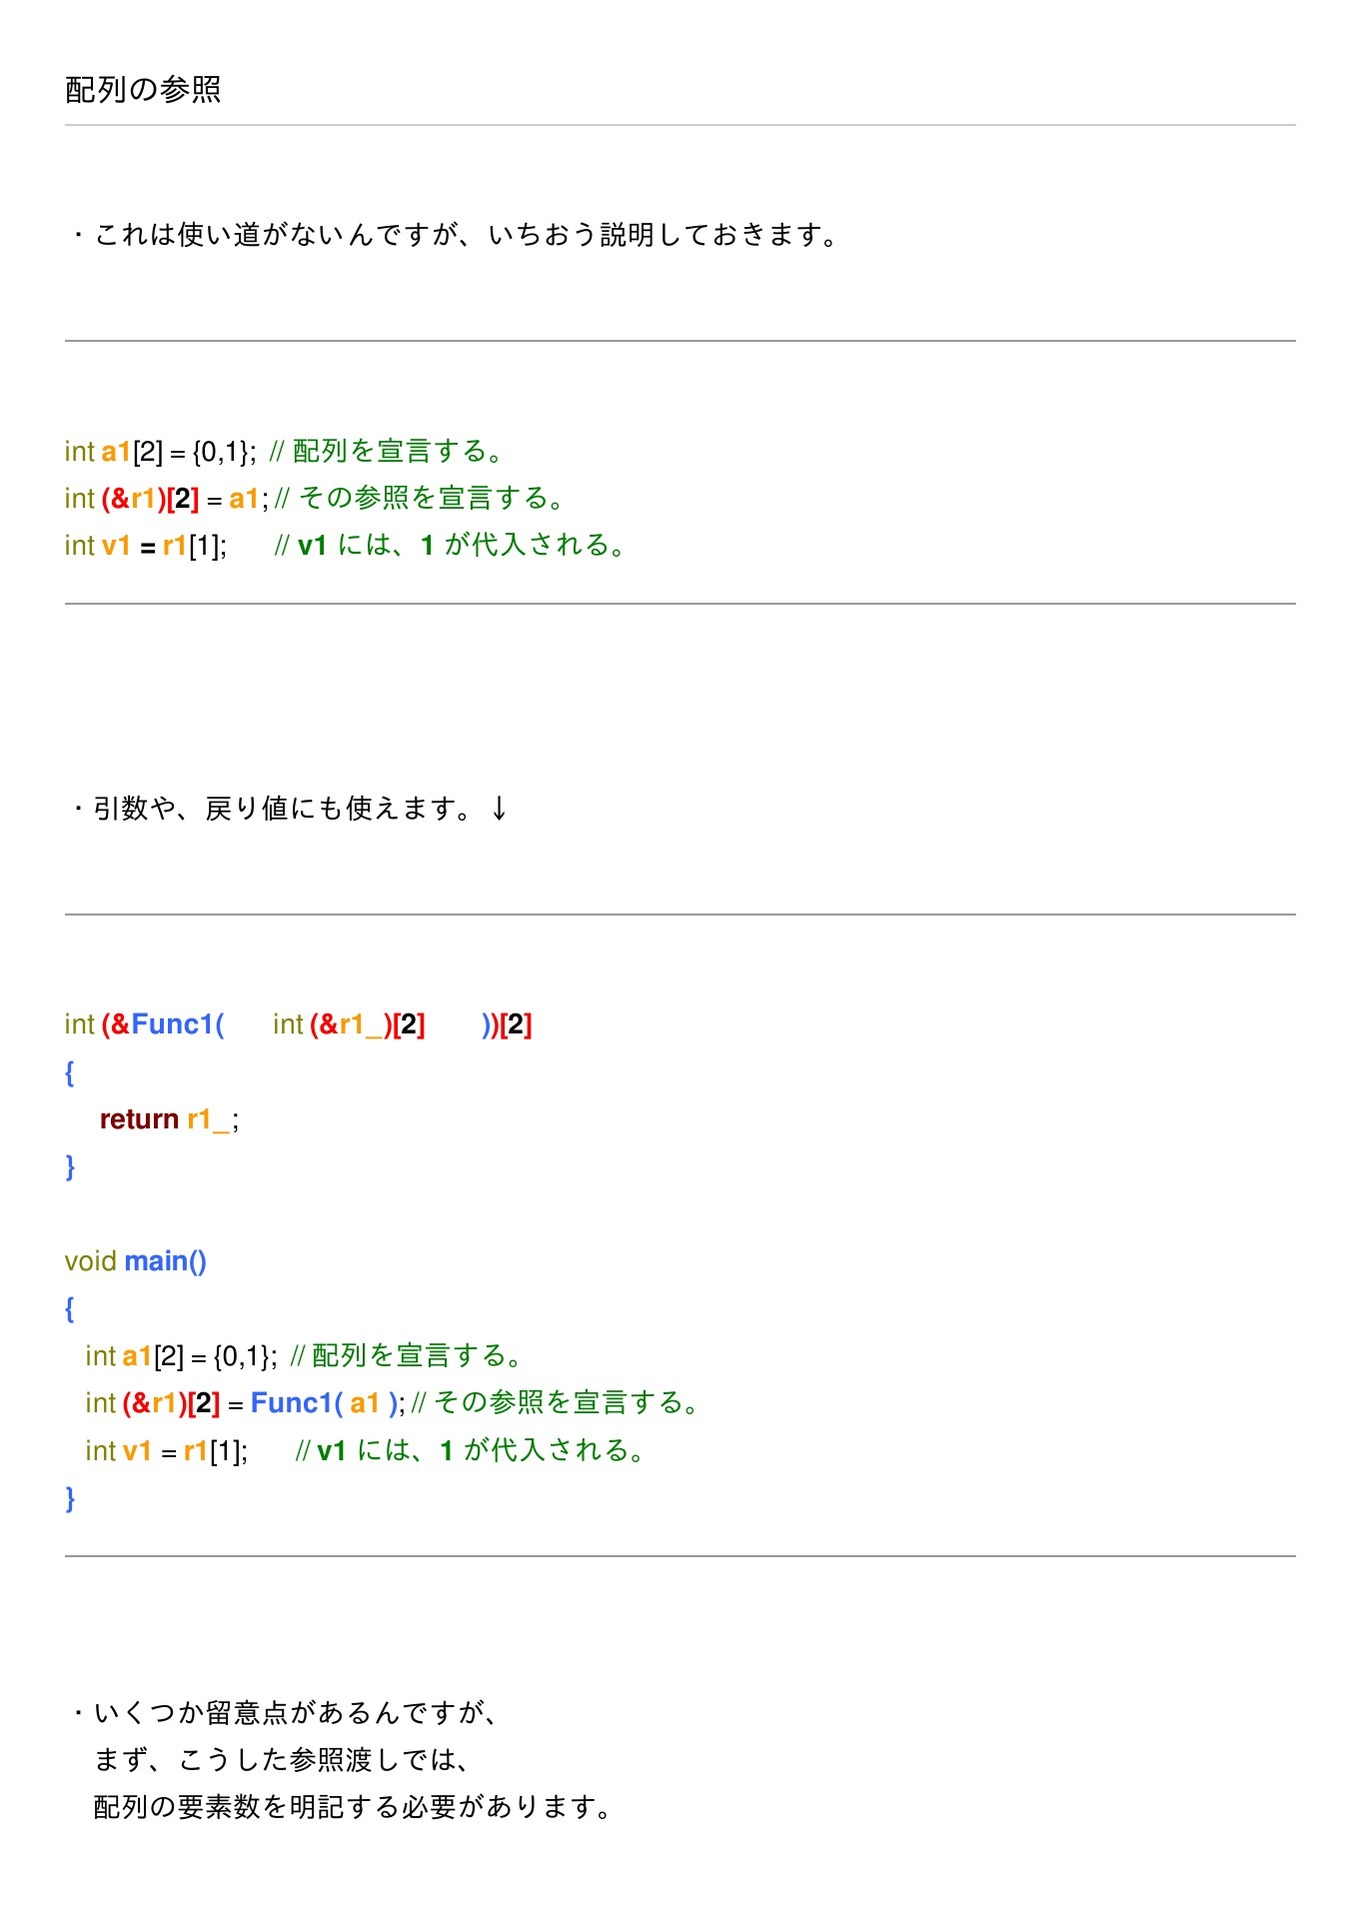 配列の参照
・これは使い道がないんですが、いちおう説明しておきます。
int a1[2] = {0,1}; // 配列を宣言する。
int (&r1)[2] = a1; // その参照を宣言する。
int v1 = r1[1]; // v1 には、1 が代入される。
・引数や、戻り値にも使えます。↓
int (&Func1( int (&r1_)[2] ))[2]
{
return r1_;
}
void main()
{
int a1[2] = {0,1}; // 配列を宣言する。
int (&r1)[2] = Func1( a1 ); // その参照を宣言する。
int v1 = r1[1]; // v1 には、1 が代入される。
}
・いくつか留意点があるんですが、
まず、こうした参照渡しでは、
配列の要素数を明記する必要があります。